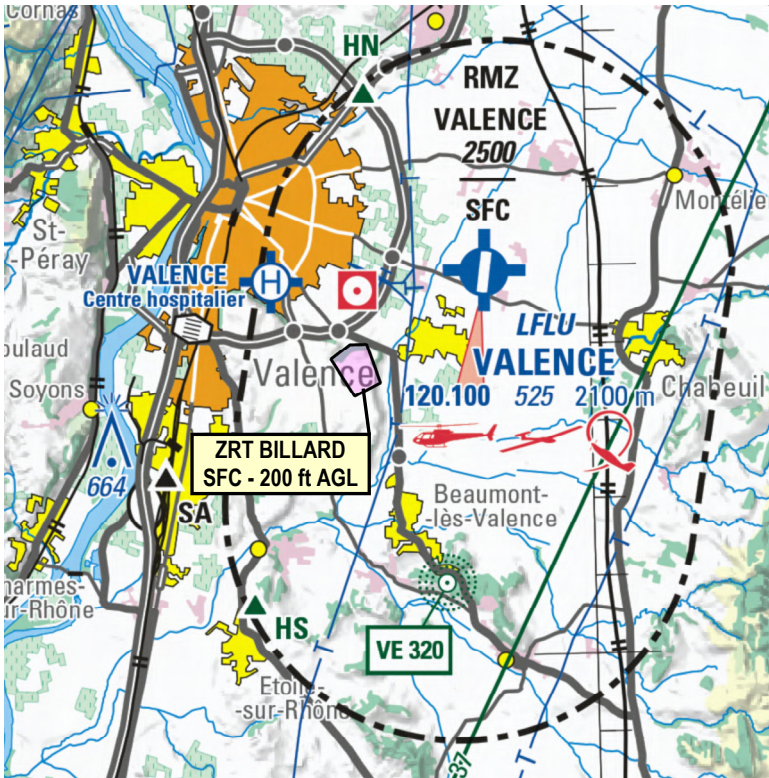 Cornas
HN
RMZ
VALENCE
2500
SFC
St-
-Péray
Montélie
VALENCE
Centre hospitalier
H
LFLU
VALENCE
120.100 525 2100 m
oulaud
Soyons
Valence
Chabeuil
ZRT BILLARD
SFC - 200 ft AGL
664
SA
Beaumont-
-lès-Valence
harmes-
ur-Rhône
HS
VE 320
Etoile-
-sur-Rhône